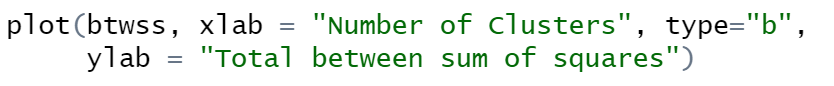 plot(btwss, xlab = "Number of Clusters", type="b",
ylab = "Total between sum of squares")